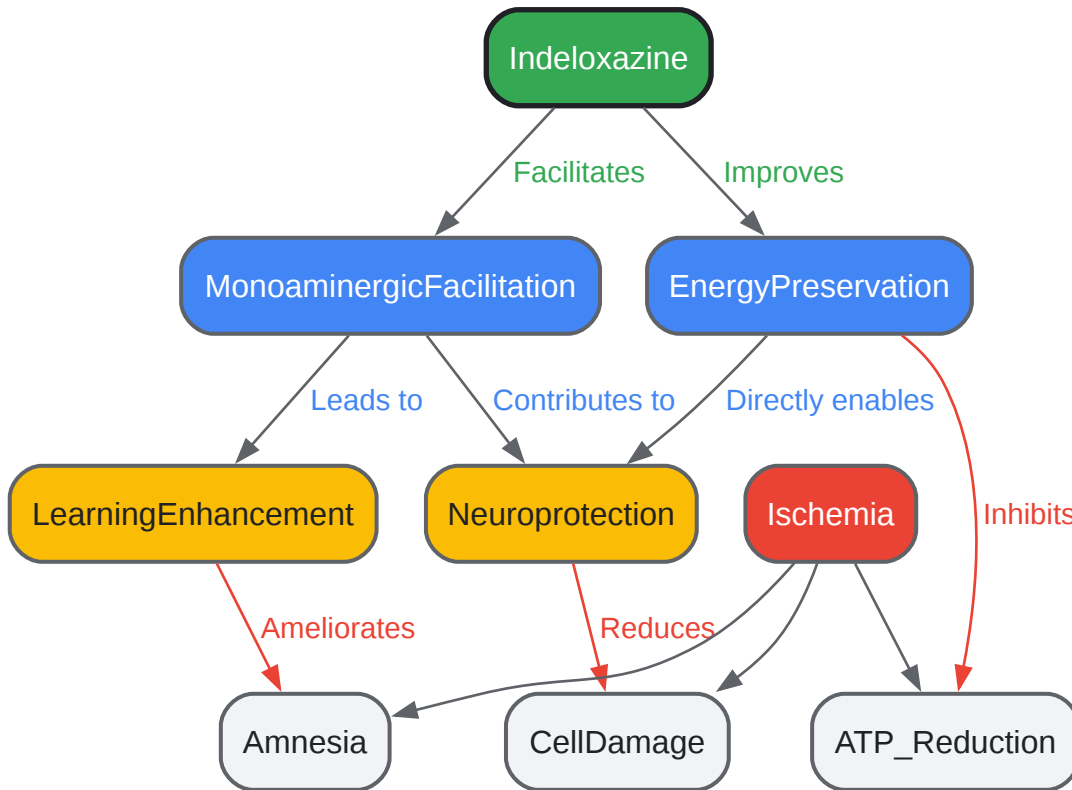 Indeloxazine
Facilitates
Improves
MonoaminergicFacilitation
EnergyPreservation
Leads to
Contributes to
Directly enables
LearningEnhancement
Neuroprotection
Ischemia
Inhibits
Ameliorates
Reduces
Amnesia
CellDamage
ATP_Reduction